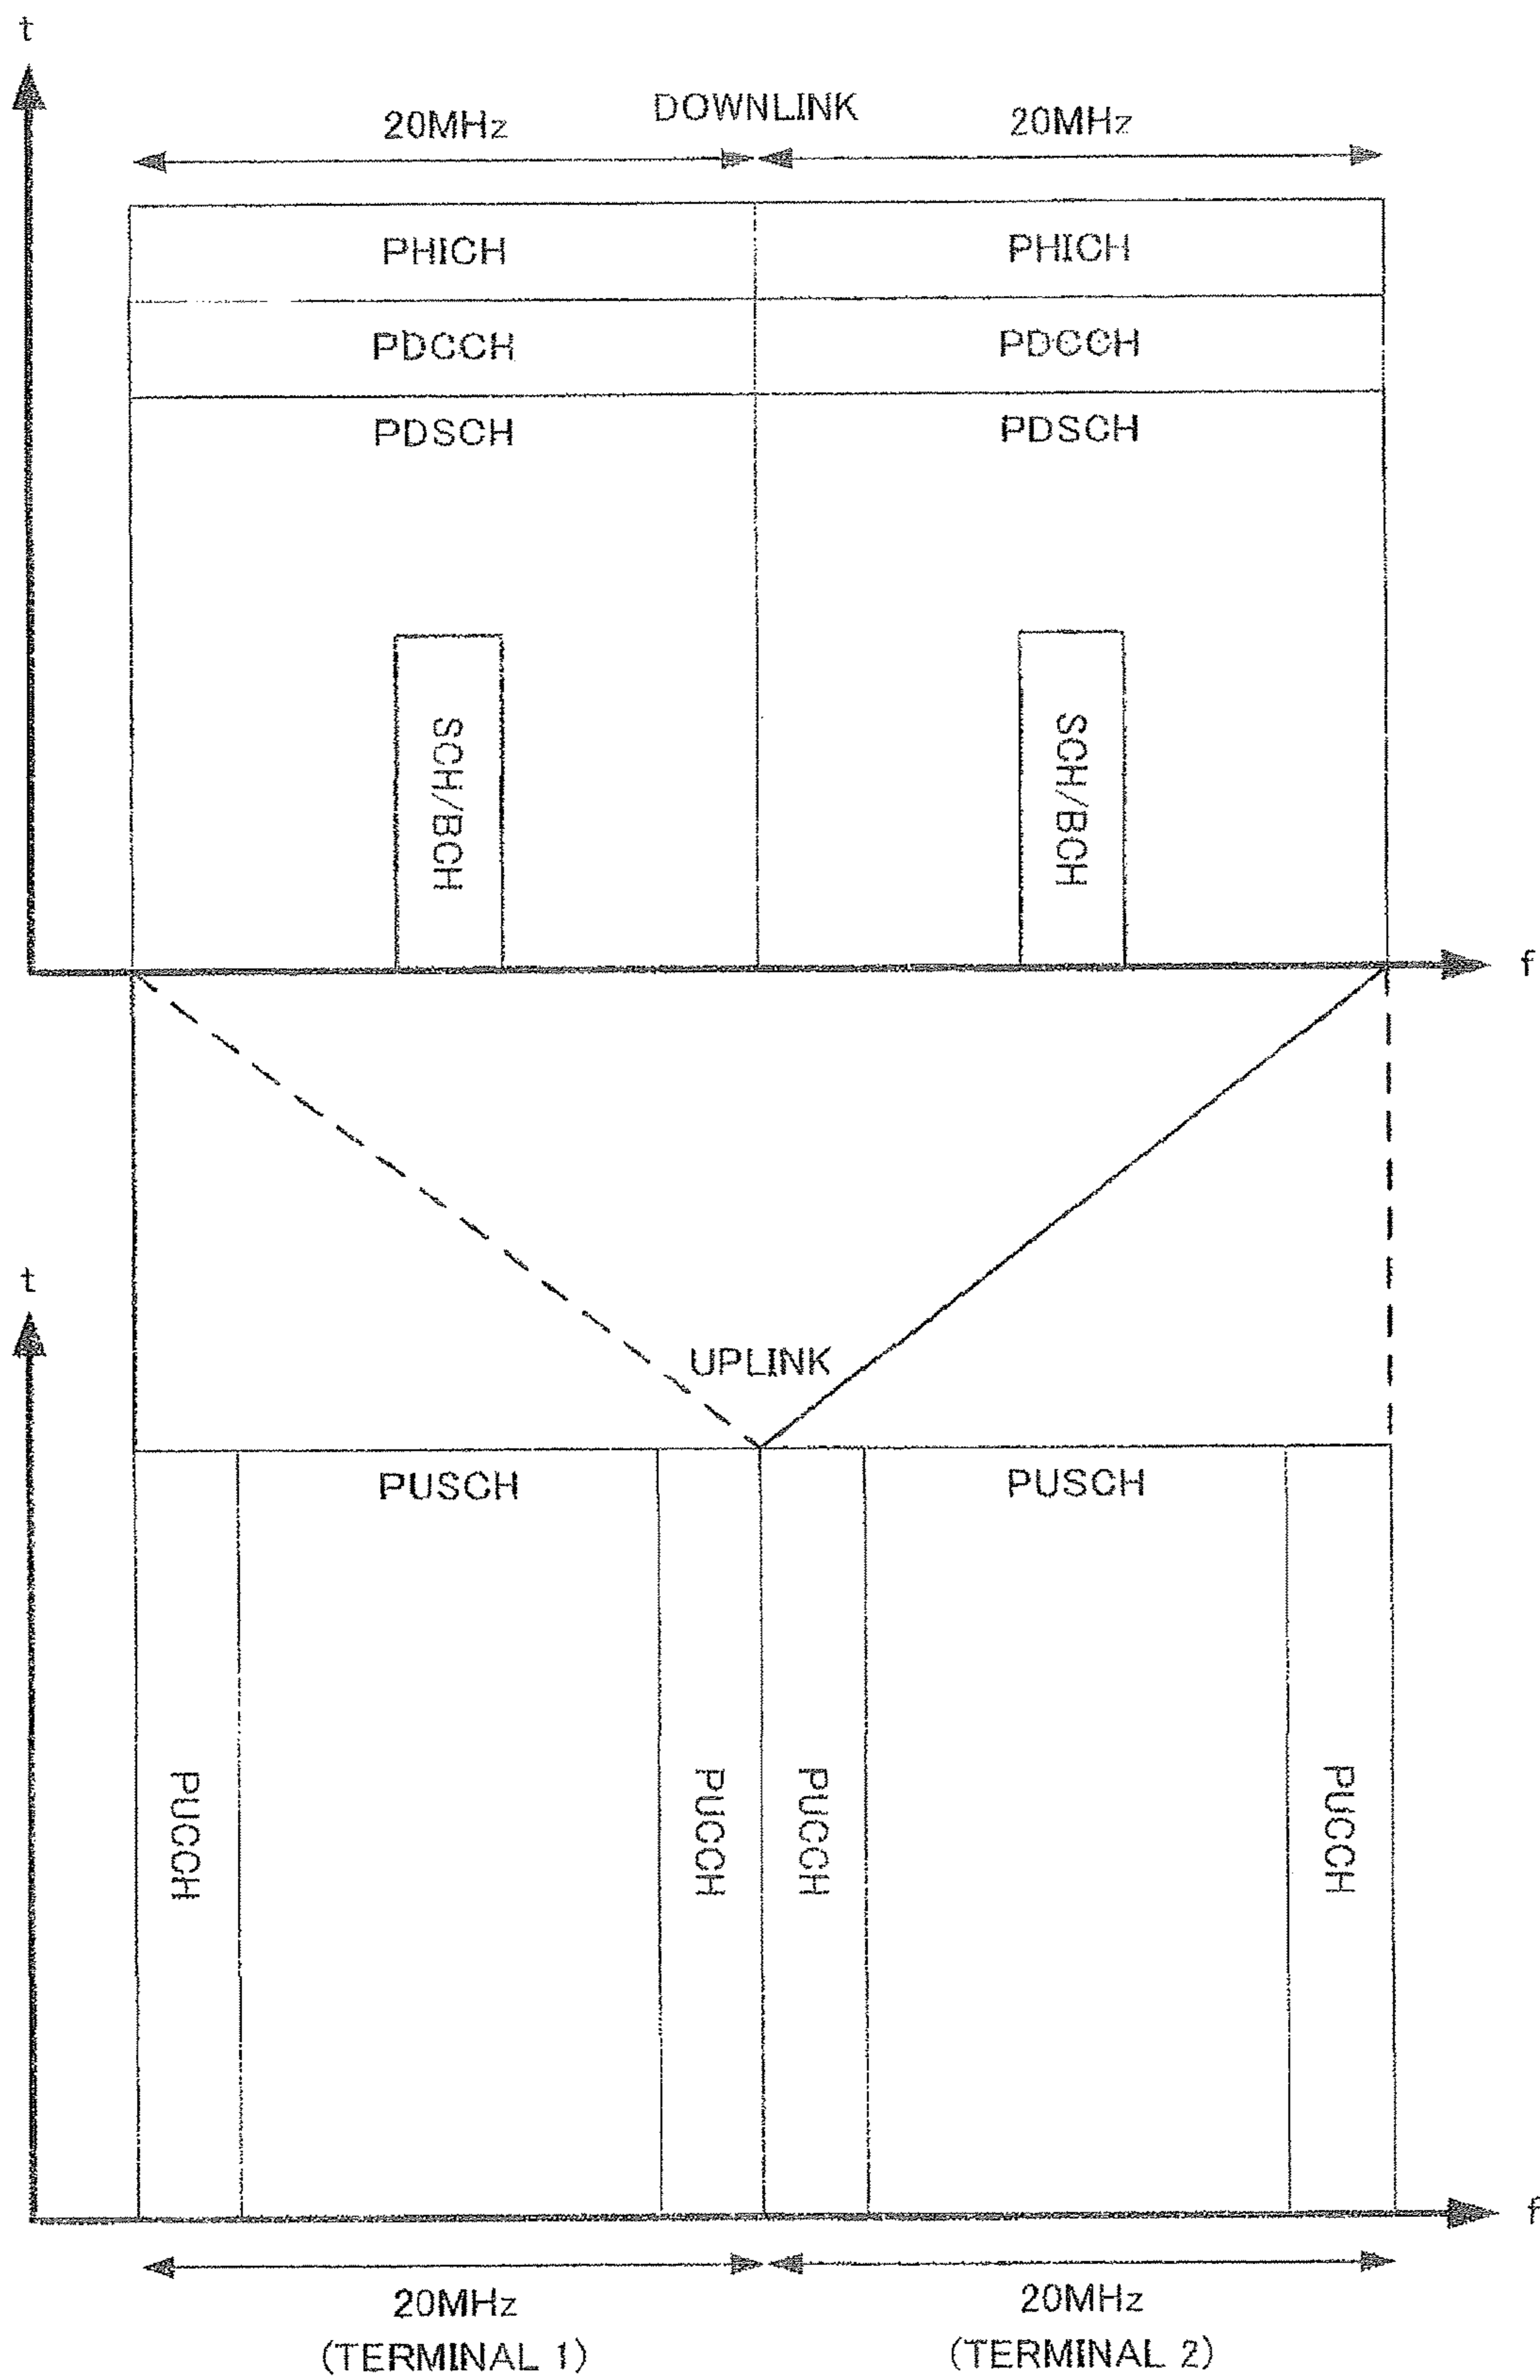 t
DOWNLINK
20MHz 20MHz
PHICH PHICH
PDCCH PDCCH
PDSCH PDSCH
SCH/BCH SCH/BCH
f
t
UPLINK
PUSCH PUSCH
PUCCH PUCCH PUCCH PUCCH
f
20MHz 20MHz
(TERMINAL 1) (TERMINAL 2)